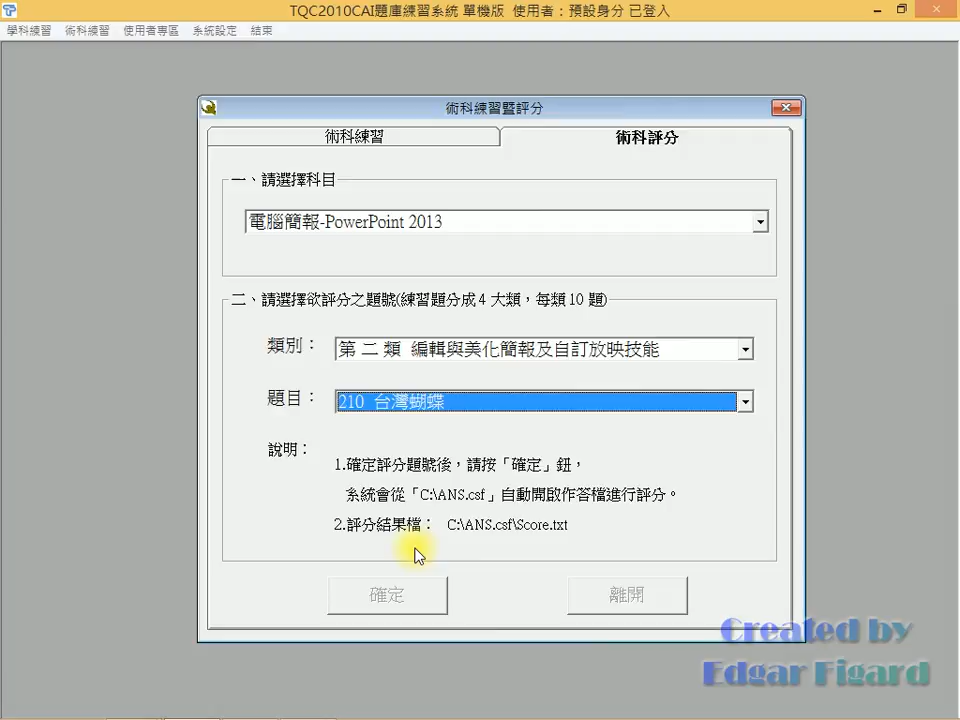 TQC2010CAI題庫練習系統 單機版 使用者：預設身分 已登入
學科練習 術科練習 使用者專區 系統設定 結束
術科練習暨評分
術科練習 術科評分
一、請選擇科目
電腦簡報-PowerPoint 2013
二、請選擇欲評分之題號(練習題分成 4 大類，每類 10 題)
類別： 第 二 類 編輯與美化簡報及自訂放映技能
題目： 210 台灣蝴蝶
說明：
1.確定評分題號後，請按「確定」鈕，
系統會從「C:\ANS.csf」自動開啟作答檔進行評分。
2.評分結果檔： C:\ANS.csf\Score.txt
確定 離開
Created by
Edgar Figard